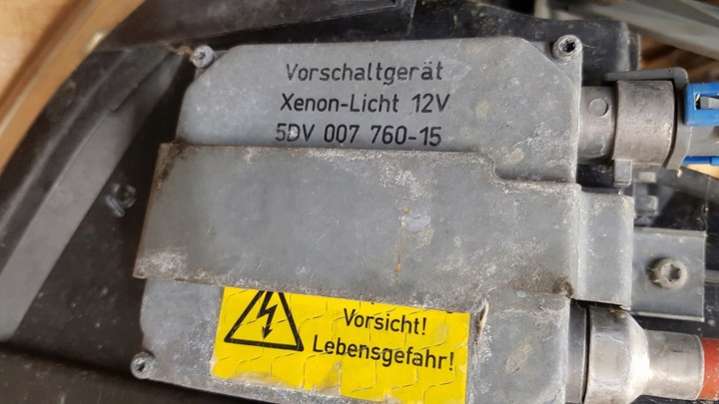 Vorschaltgerät
Xenon-Licht 12V
5DV 007 760-15
Vorsicht!
Lebensgefahr!